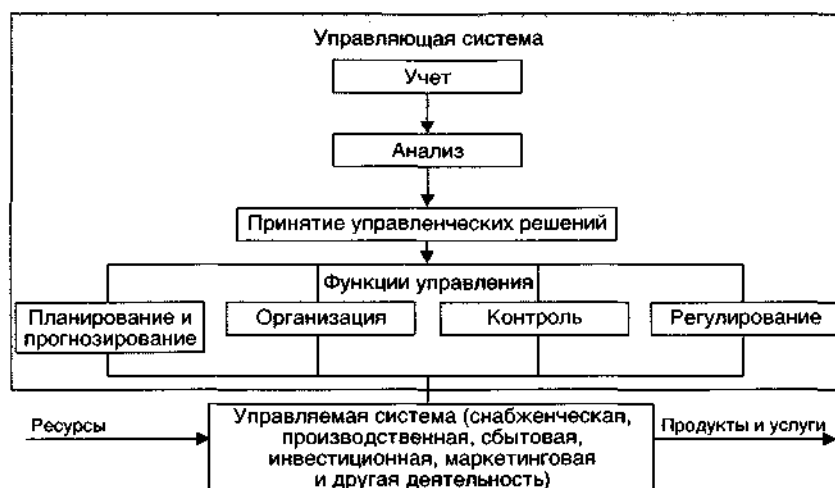 Управляющая система
Учет
Анализ
Принятие управленческих решений
Функции управления
Планирование и
прогнозирование
Организация
Контроль
Регулирование
Ресурсы
Управляемая система (снабженческая,
производственная, сбытовая,
инвестиционная, маркетинговая
и другая деятельность)
Продукты и услуги